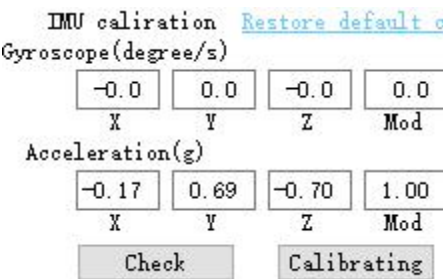 IMU caliration Restore default c
Gyroscope(degree/s)
-0.0 0.0 -0.0 0.0
X Y Z Mod
Acceleration(g)
-0.17 0.69 -0.70 1.00
X Y Z Mod
Check Calibrating